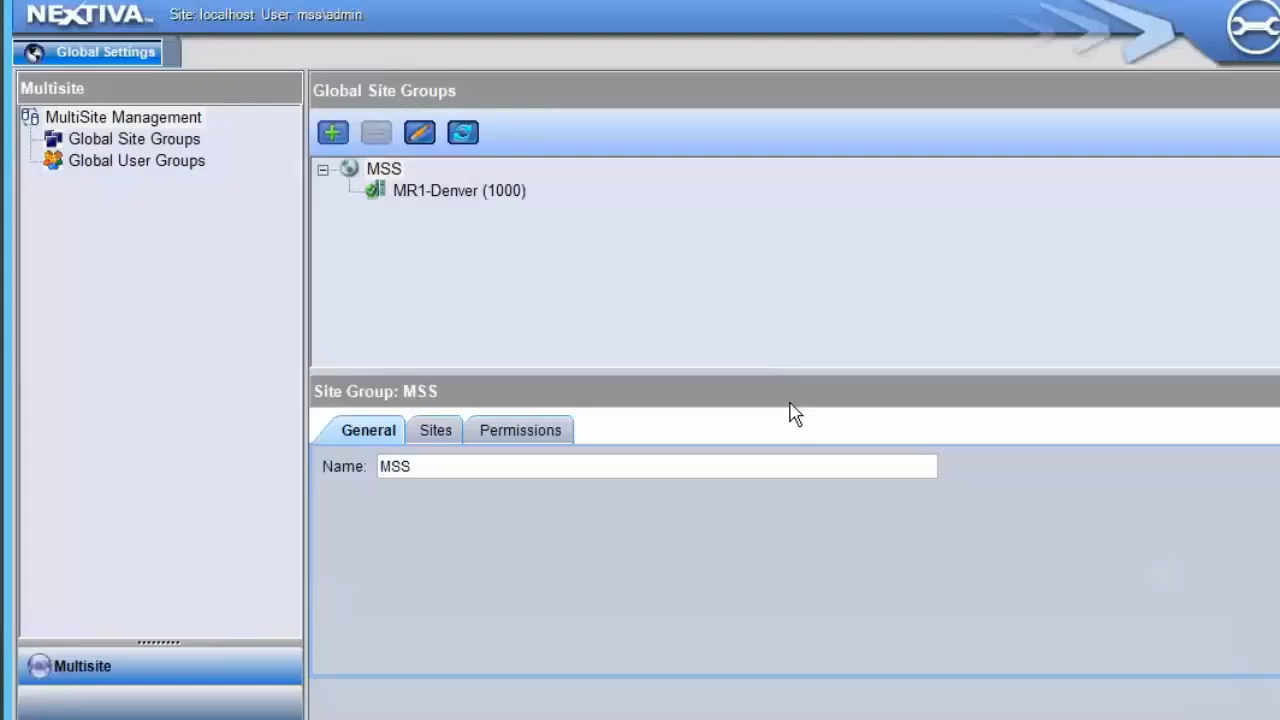 NEXTIVA™ Site: localhost User: mss\admin
Global Settings
Multisite
MultiSite Management
Global Site Groups
Global User Groups
Multisite
Global Site Groups
MSS
MR1-Denver (1000)
Site Group: MSS
General Sites Permissions
Name: MSS